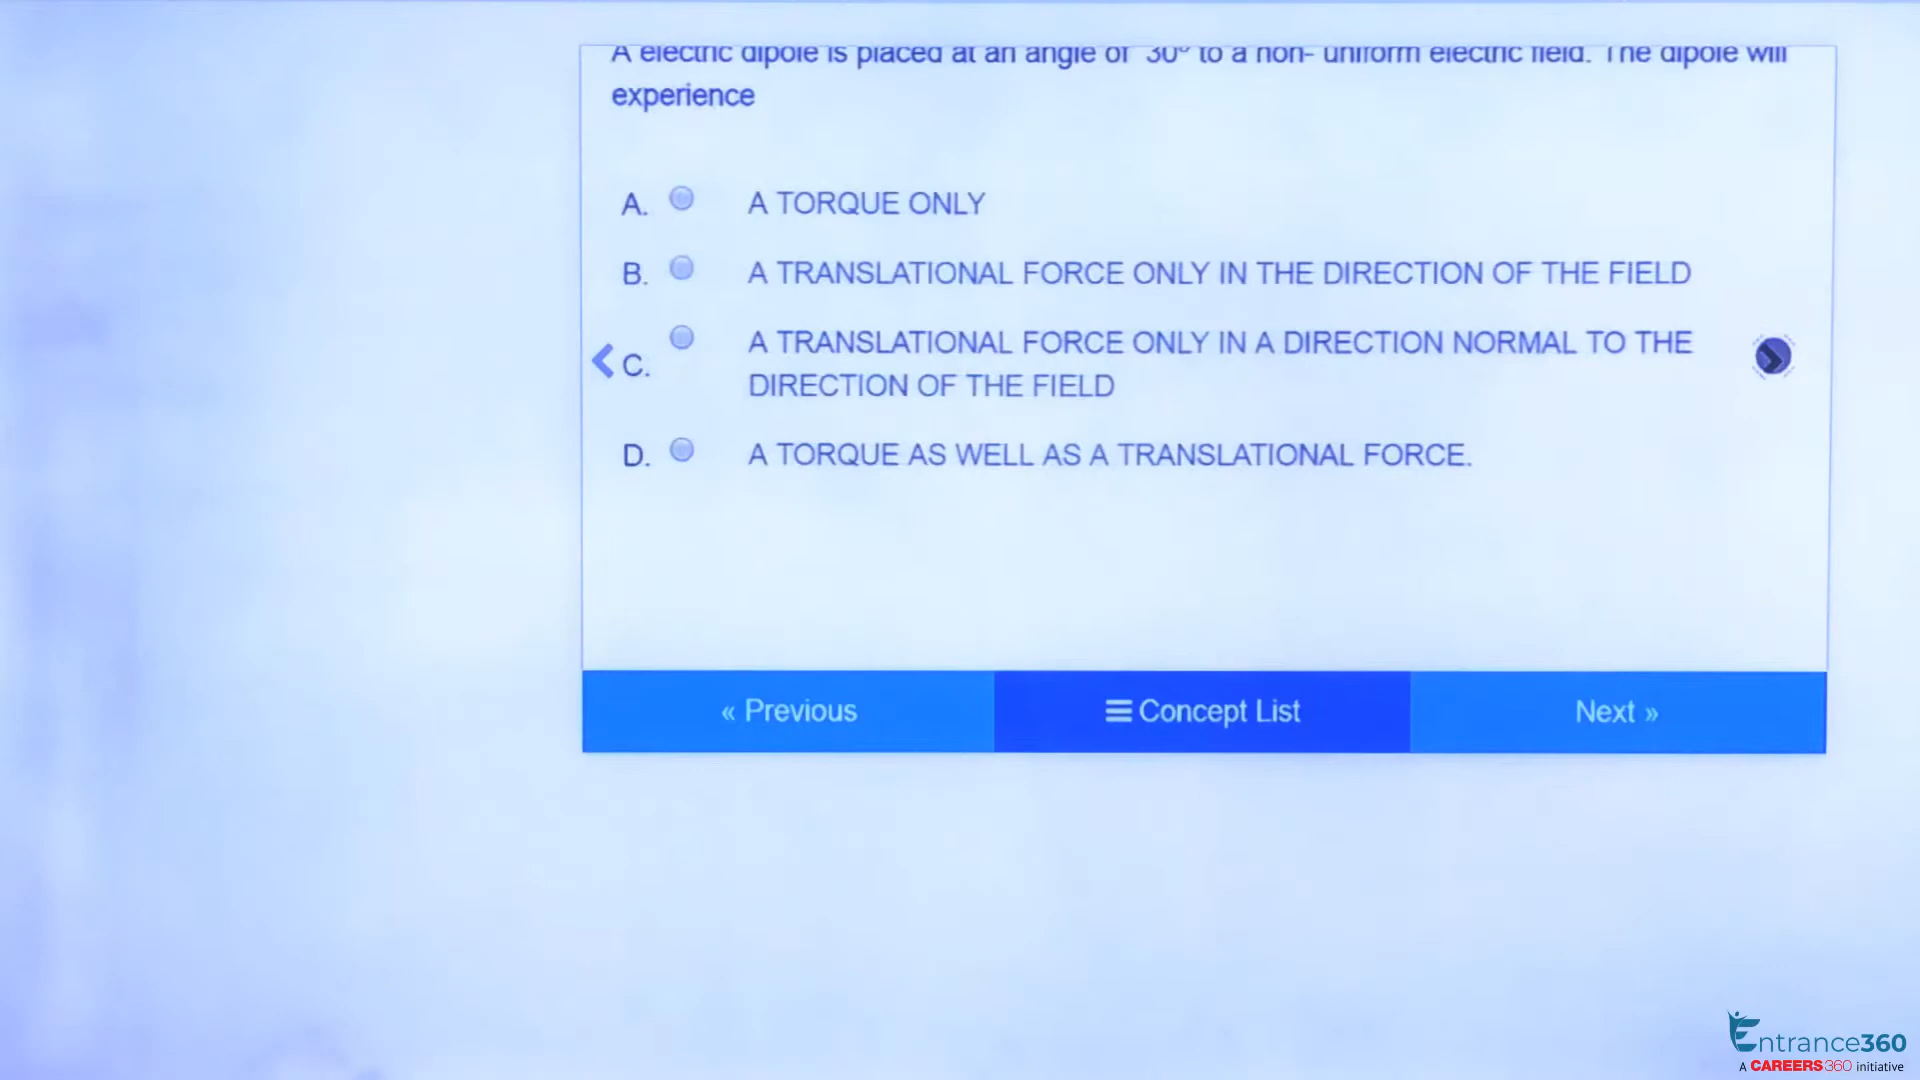 A electric dipole is placed at an angle of 30º to a non- uniform electric field. The dipole will
experience
A. A TORQUE ONLY
B. A TRANSLATIONAL FORCE ONLY IN THE DIRECTION OF THE FIELD
C. A TRANSLATIONAL FORCE ONLY IN A DIRECTION NORMAL TO THE
DIRECTION OF THE FIELD
D. A TORQUE AS WELL AS A TRANSLATIONAL FORCE.
« Previous
Concept List
Next »
Entrance360
A CAREERS360 initiative